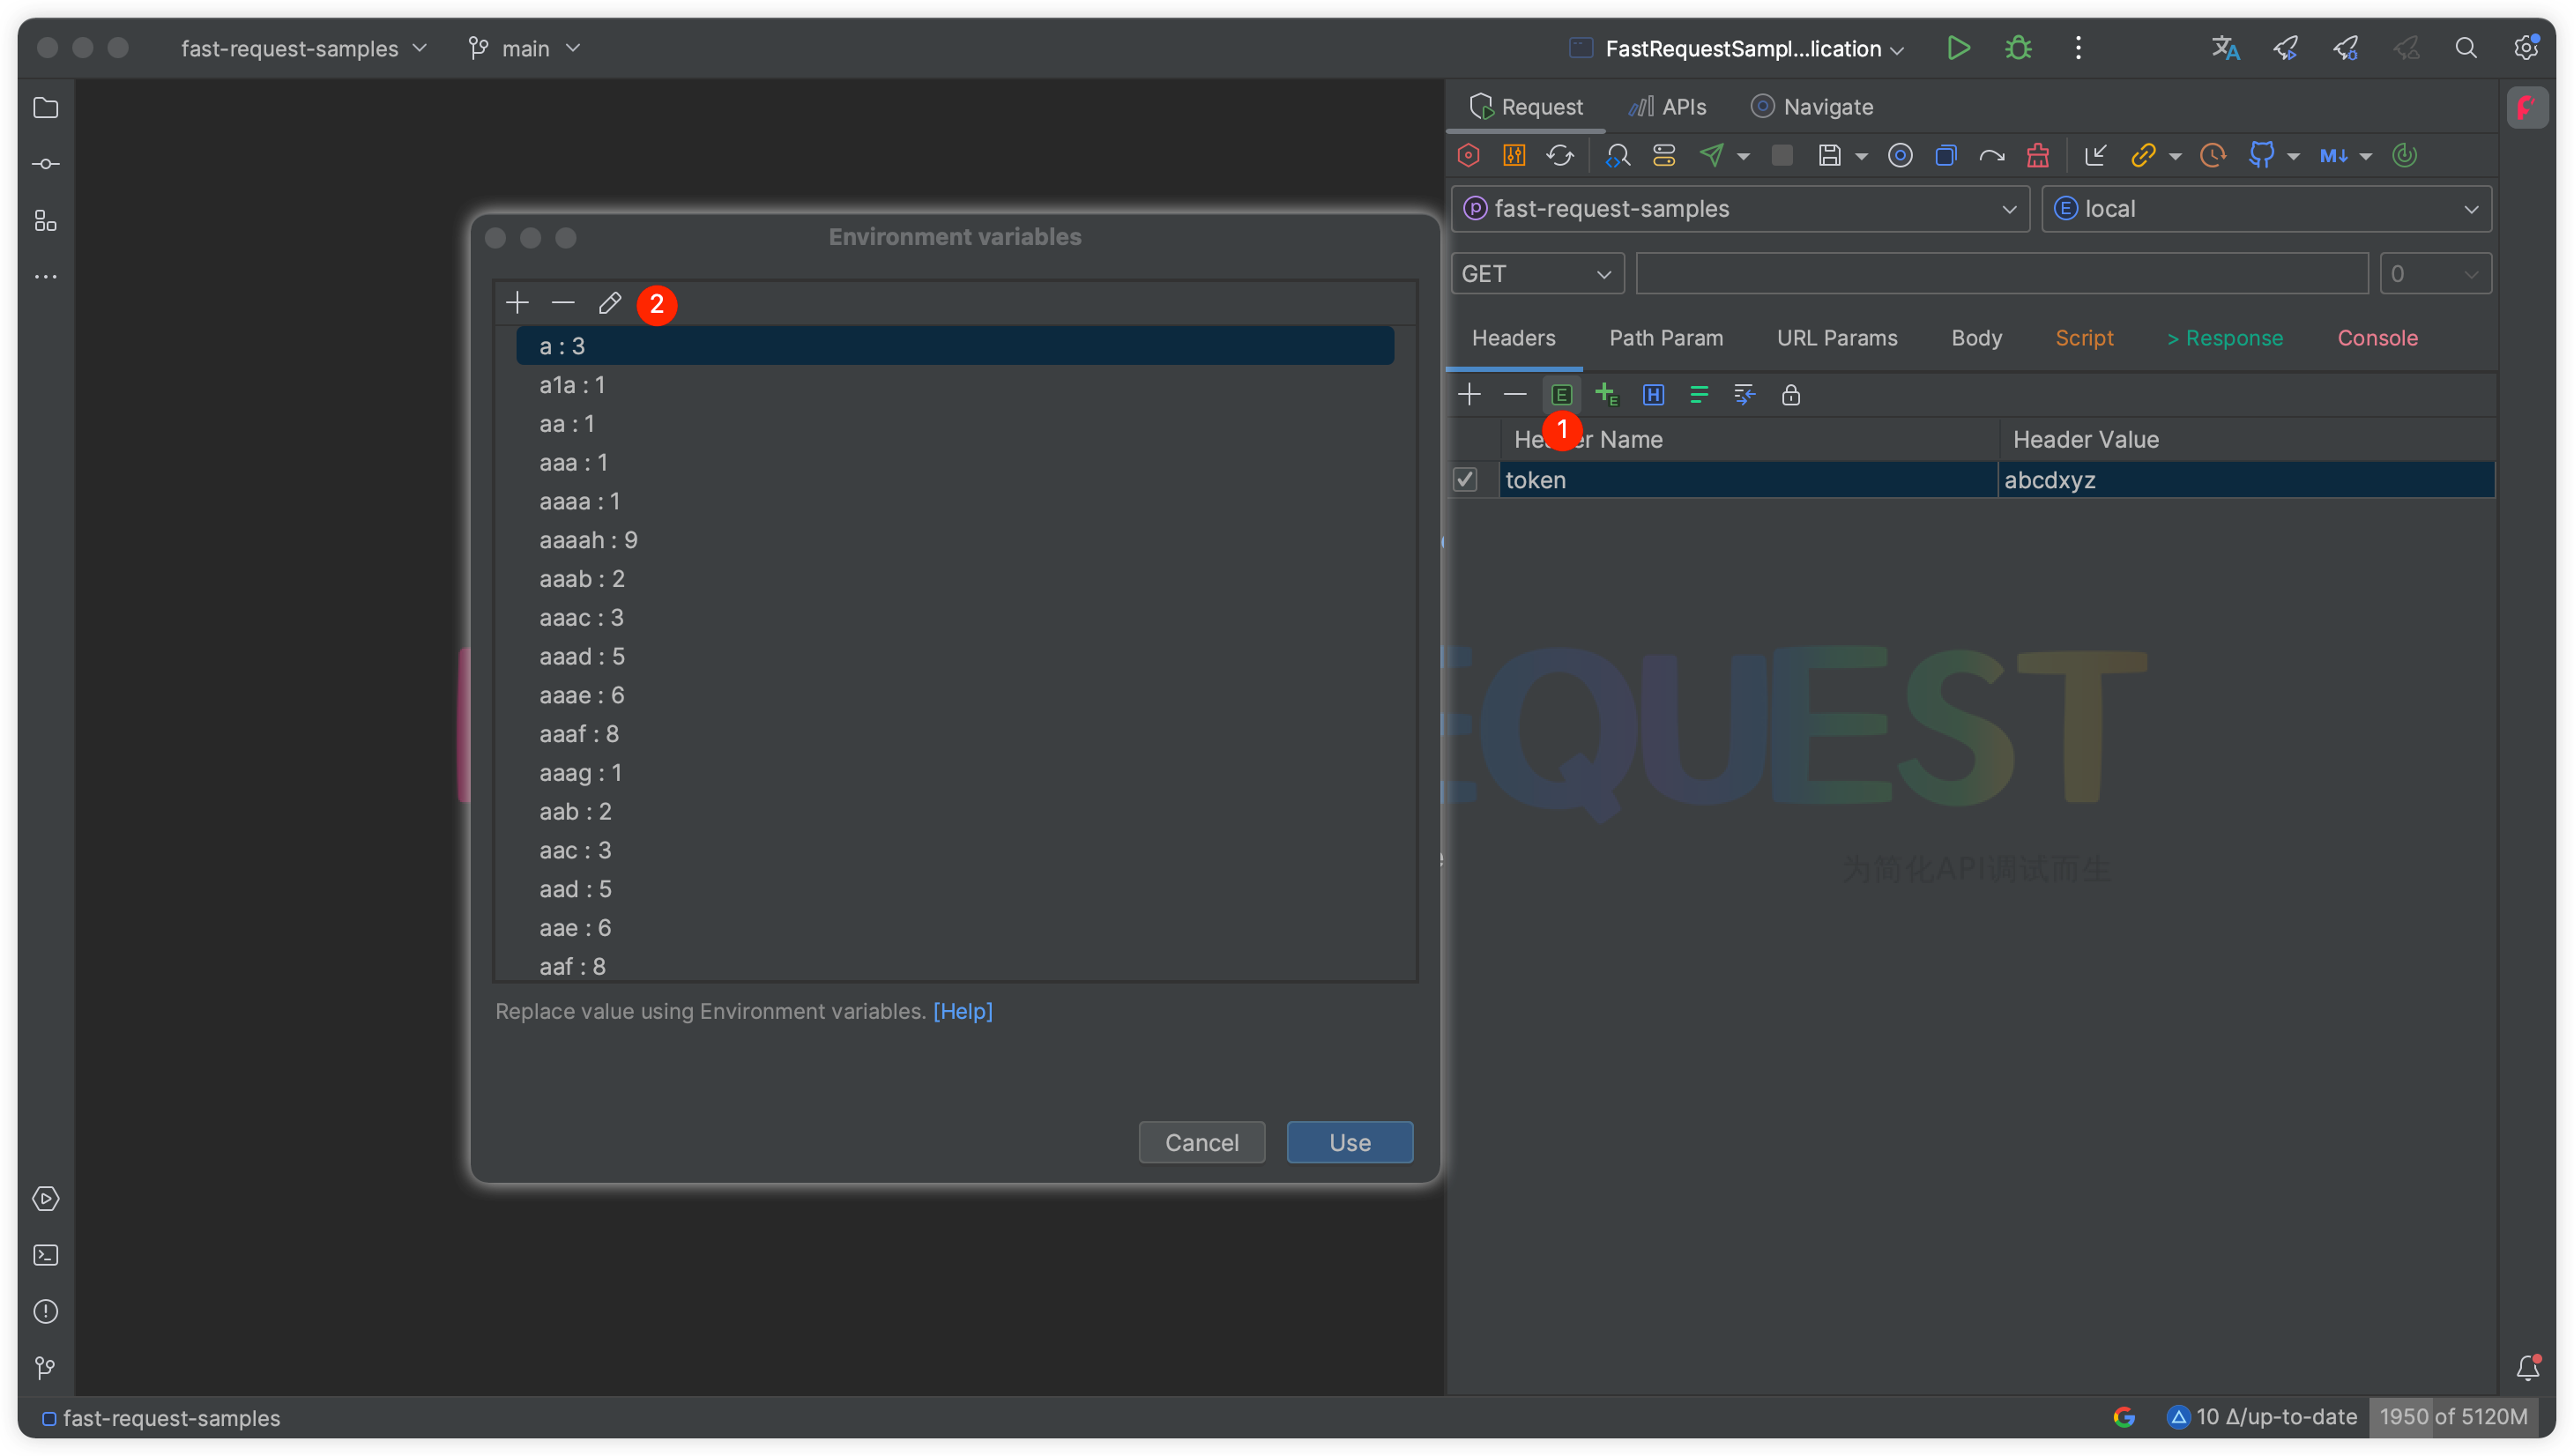 fast-request-samples
main
FastRequestSampl...lication
Request
APIs
Navigate
M↓
P fast-request-samples
E local
GET
0
Headers
Path Param
URL Params
Body
Script
> Response
Console
E
E
H
1
Header Value
token
abcdxyz
Environment variables
2
a : 3
a1a : 1
aa : 1
aaa : 1
aaaa : 1
aaaah : 9
aaab : 2
aaac : 3
aaad : 5
aaae : 6
aaaf : 8
aaag : 1
aab : 2
aac : 3
aad : 5
aae : 6
aaf : 8
Replace value using Environment variables. [Help]
Cancel
Use
EQUEST
为简化API调试而生
fast-request-samples
10 Δ/up-to-date
1950 of 5120M